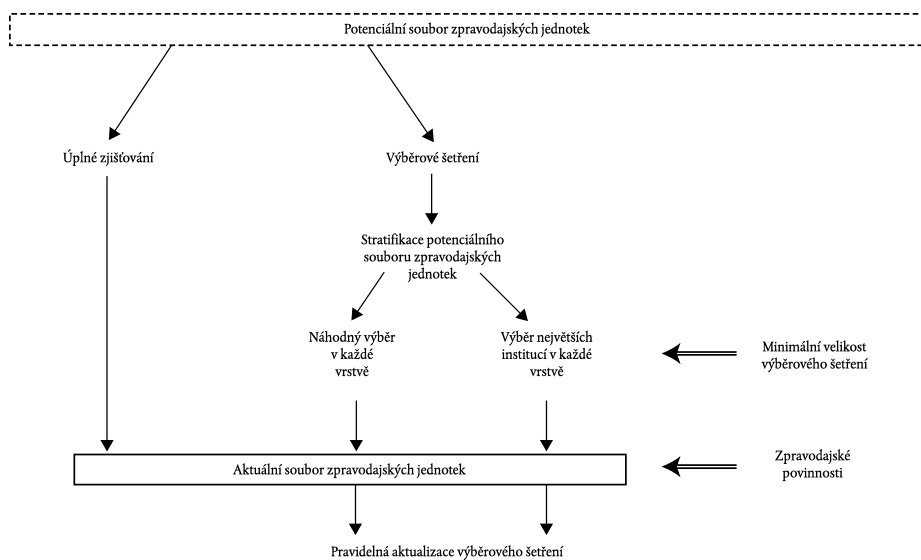 Potenciální soubor zpravodajských jednotek
Úplné zjišťování
Výběrové šetření
Stratifikace potenciálního
souboru zpravodajských
jednotek
Náhodný výběr
v každé
vrstvě
Výběr největších
institucí v každé
vrstvě
Minimální velikost
výběrového šetření
Aktuální soubor zpravodajských jednotek
Zpravodajské
povinnosti
Pravidelná aktualizace výběrového šetření